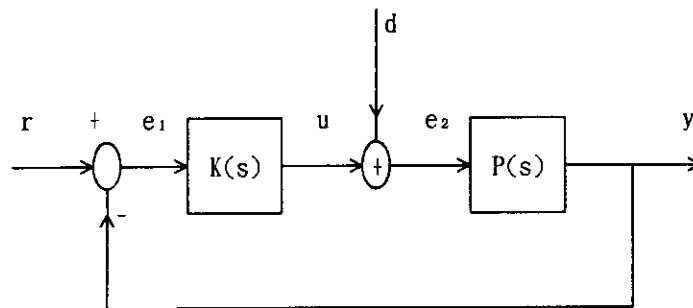 d
r + e₁ K(s) u + e₂ P(s) y
-